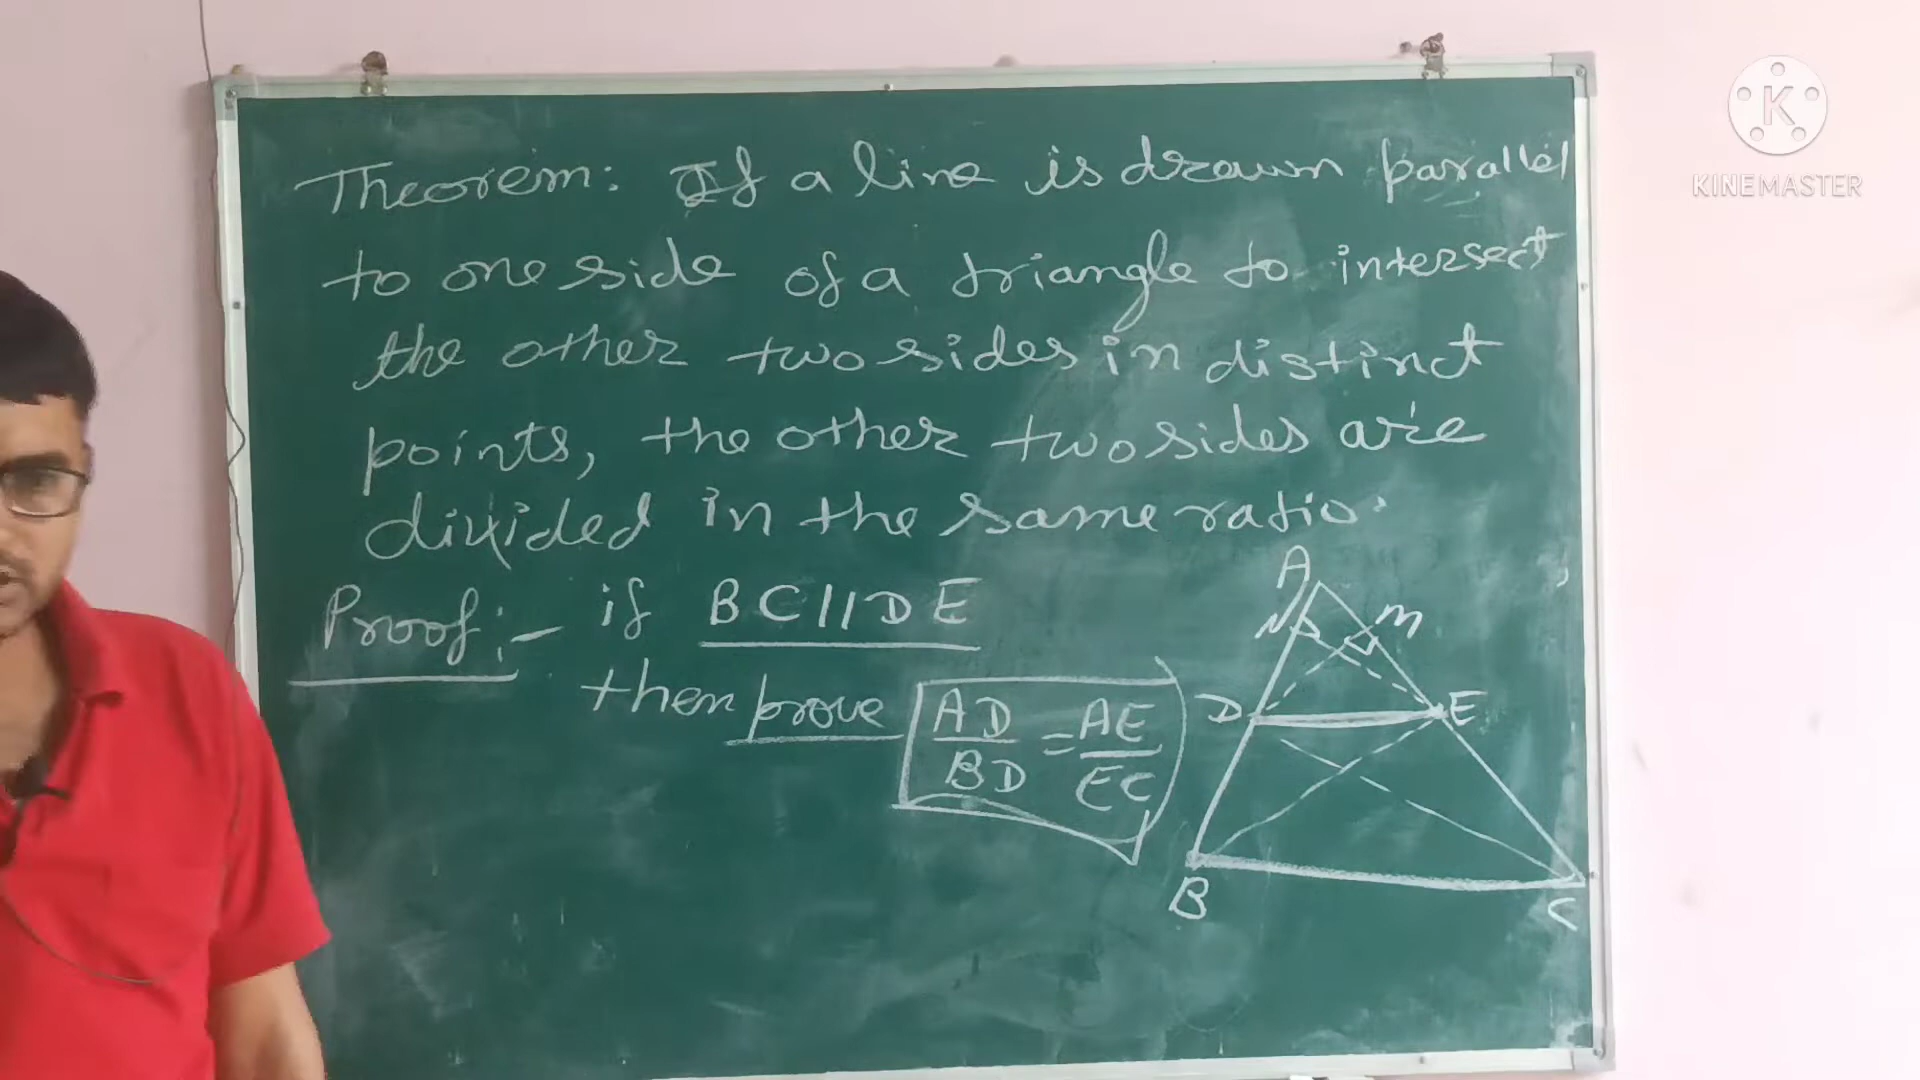 Theorem: If a line is drawn parallel
to one side of a triangle to intersect
the other two sides in distinct
points, the other two sides are
divided in the same ratio.
Proof:- if BC//DE
then prove AD/BD = AE/EC
A
N M
D E
B C
K
KINEMASTER